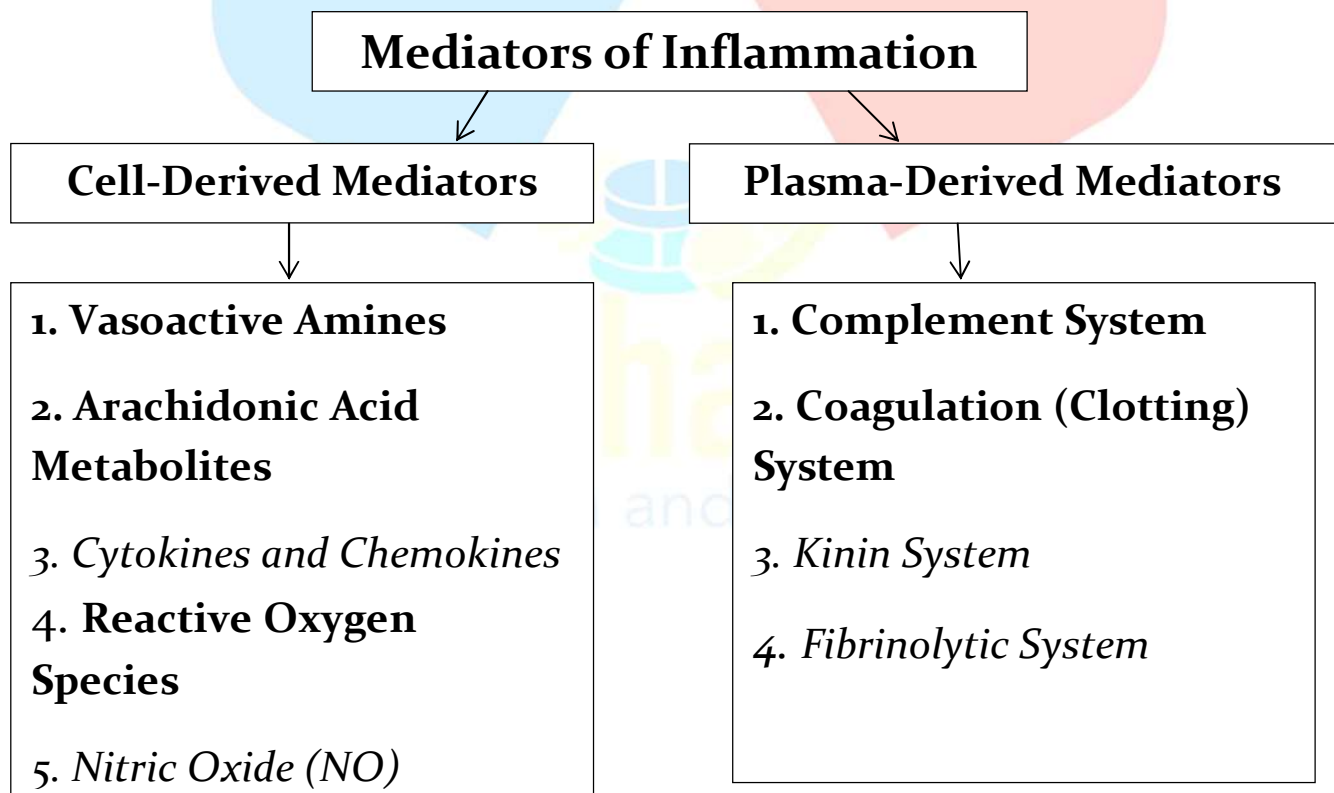 Mediators of Inflammation
Cell-Derived Mediators
Plasma-Derived Mediators
1. Vasoactive Amines
2. Arachidonic Acid
Metabolites
3. Cytokines and Chemokines
4. Reactive Oxygen
Species
5. Nitric Oxide (NO)
1. Complement System
2. Coagulation (Clotting)
System
3. Kinin System
4. Fibrinolytic System
and